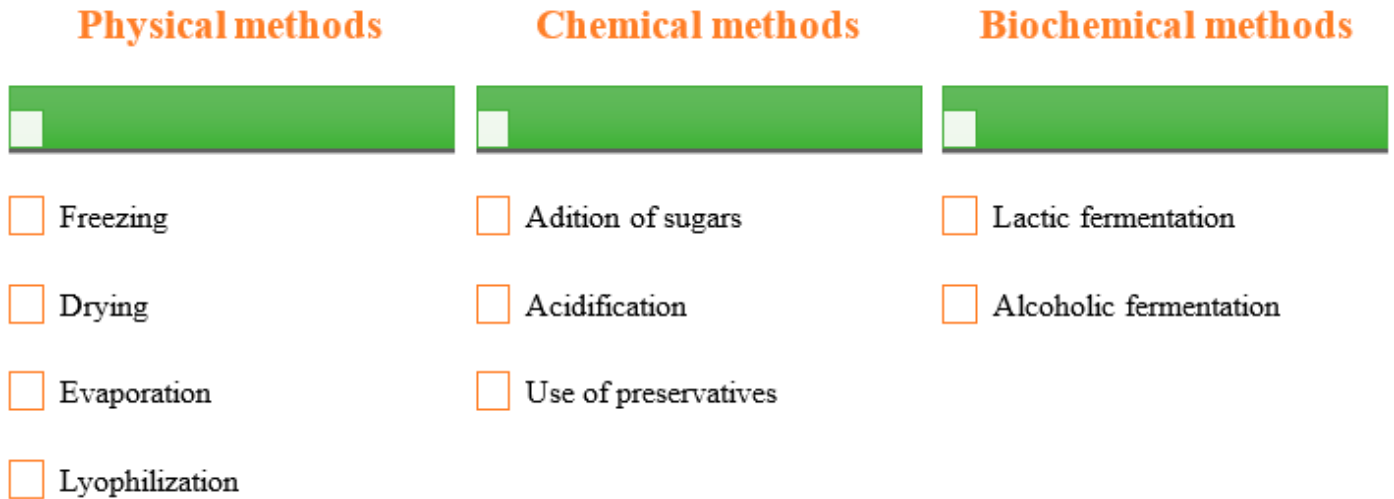 Physical methods
Chemical methods
Biochemical methods
Freezing
Adition of sugars
Lactic fermentation
Drying
Acidification
Alcoholic fermentation
Evaporation
Use of preservatives
Lyophilization